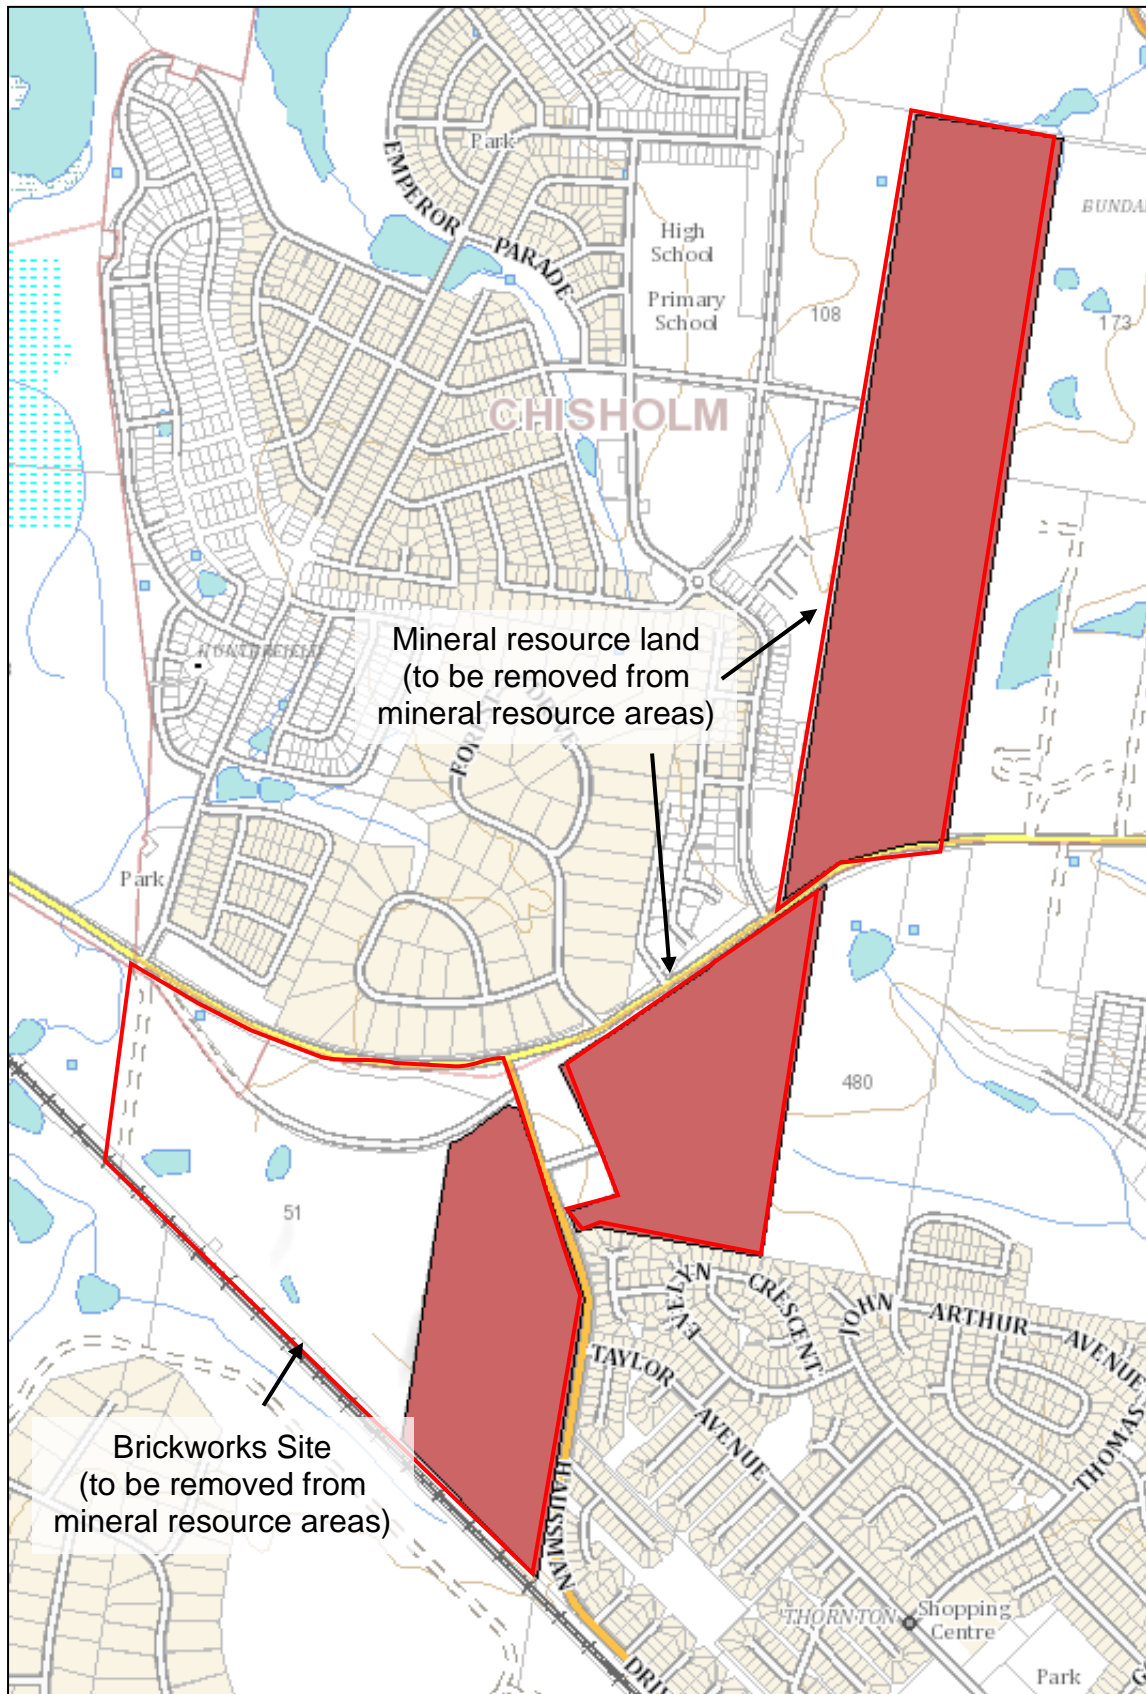 Park
EMPEROR PARADE
High
School
Primary
School
108
173
CHISHOLM
Mineral resource land
(to be removed from
mineral resource areas)
DRIVE
Park
480
51
EVELYN CRESCENT
JOHN ARTHUR AVENUE
TAYLOR AVENUE
THOMAS
Brickworks Site
(to be removed from
mineral resource areas)
HAUSSMAN
THORNTON
Shopping
Centre
Park